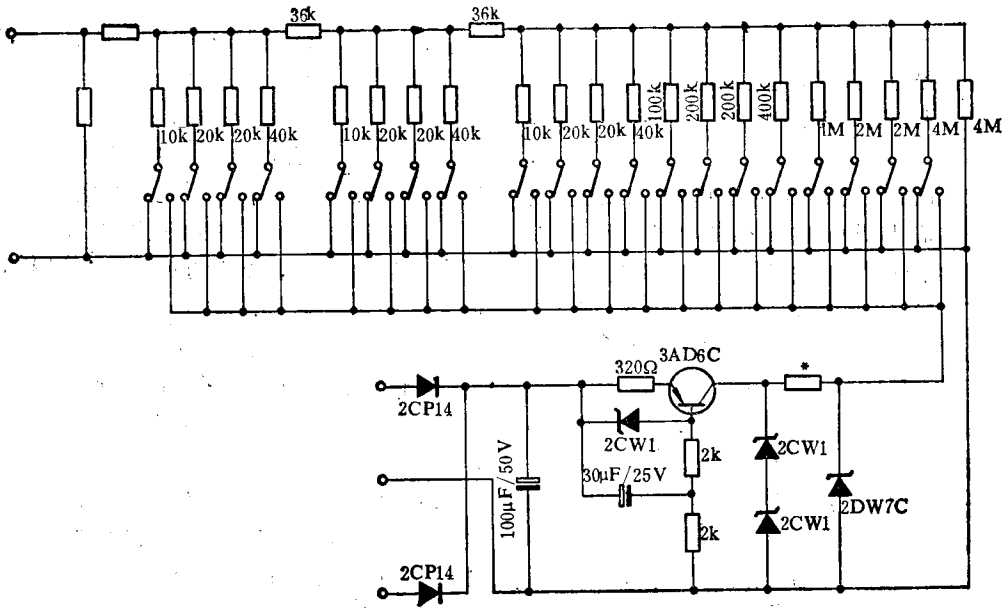 36k
36k
10k 20k 20k 40k
10k 20k 20k 40k
10k 20k 20k 40k 100k 200k 200k 400k 1M 2M 2M 4M 4M
3AD6C
320Ω
*
2CP14
2CW1
2k
2CW1
100μF/50V
30μF/25V
2DW7C
2CW1
2k
2CP14